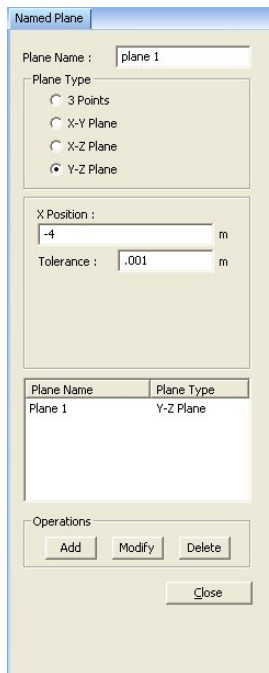 Named Plane
Plane Name : plane 1
Plane Type
3 Points
X-Y Plane
X-Z Plane
Y-Z Plane
X Position :
-4 m
Tolerance : .001 m
Plane Name Plane Type
Plane 1 Y-Z Plane
Operations
Add Modify Delete
Close